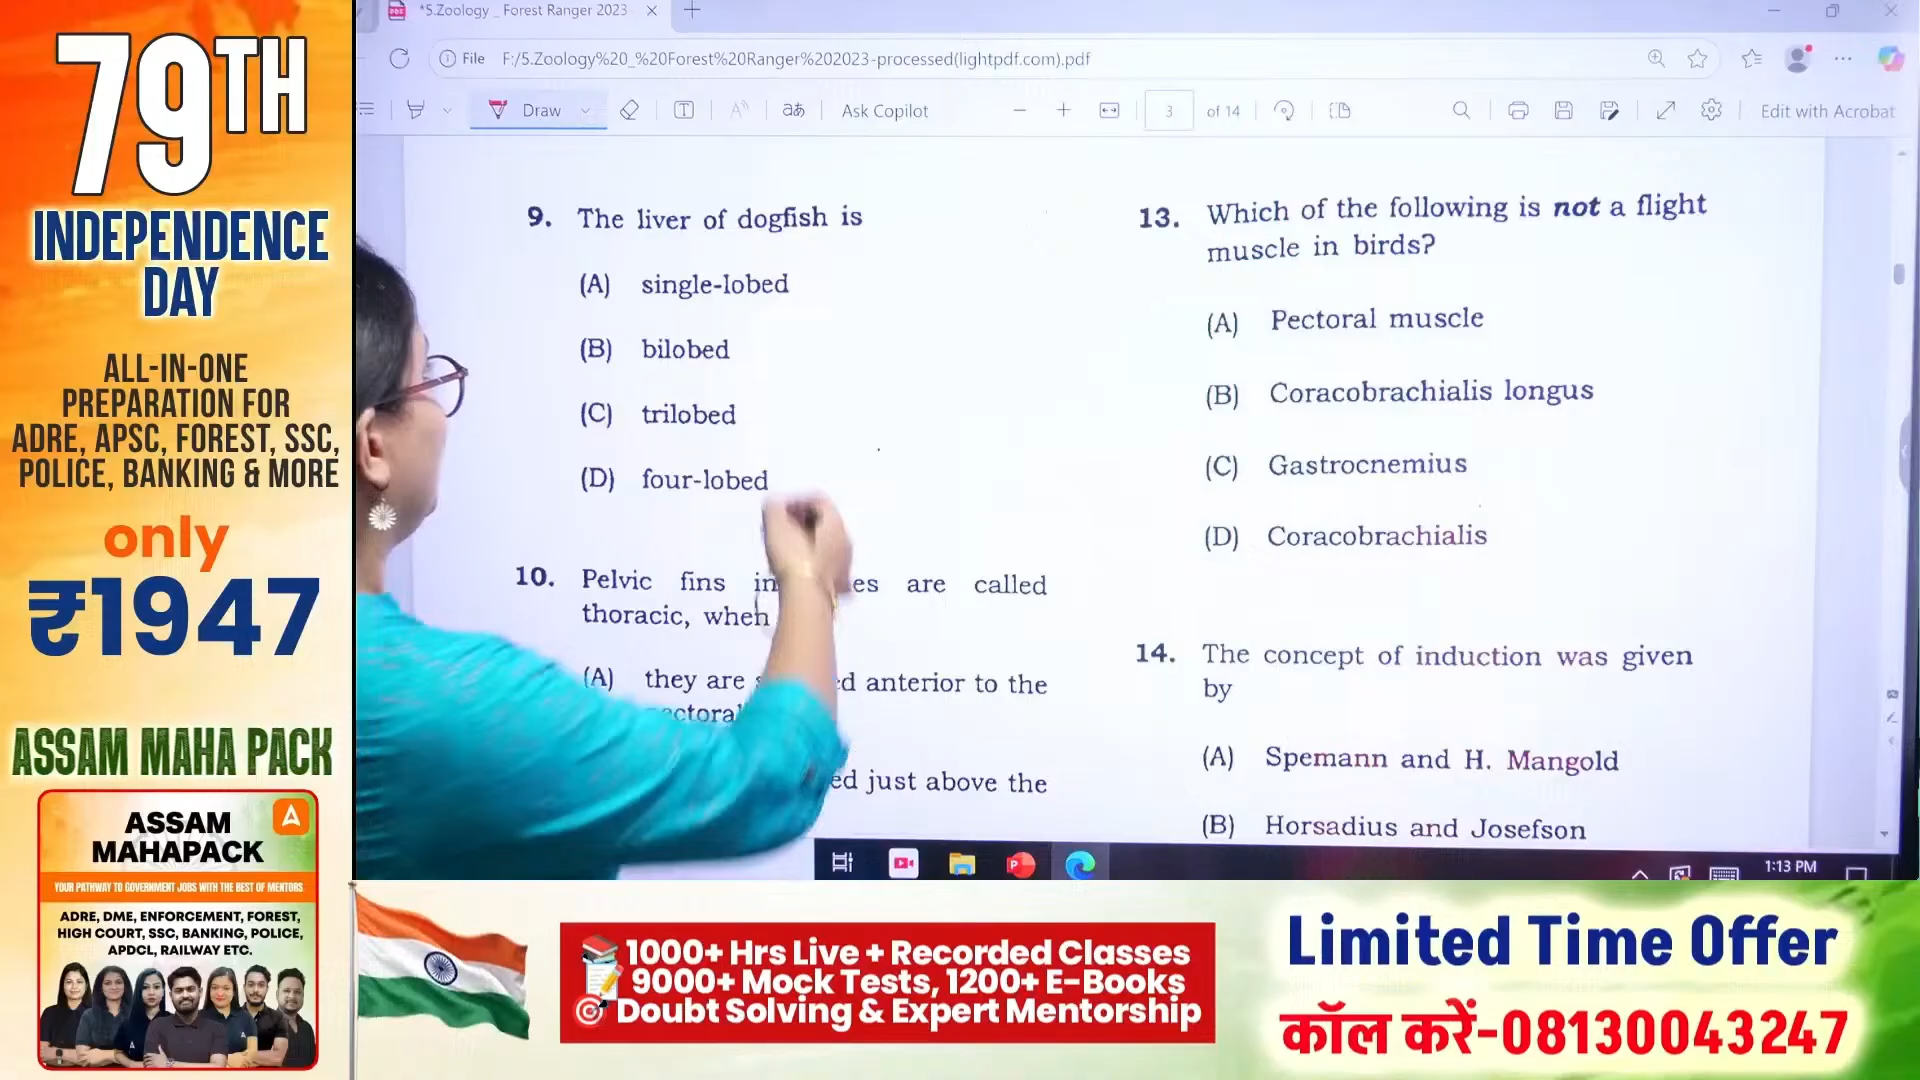 79TH
INDEPENDENCE
DAY
ALL-IN-ONE
PREPARATION FOR
ADRE, APSC, FOREST, SSC,
POLICE, BANKING & MORE
only
₹1947
ASSAM MAHA PACK
ASSAM
MAHAPACK
YOUR PATHWAY TO GOVERNMENT JOBS WITH THE BEST OF MENTORS
ADRE, DME, ENFORCEMENT, FOREST,
HIGH COURT, SSC, BANKING, POLICE,
APDCL, RAILWAY ETC.
*5.Zoology _ Forest Ranger 2023
File F:/5.Zoology%20_%20Forest%20Ranger%202023-processed(lightpdf.com).pdf
Draw
Ask Copilot
3 of 14
Edit with Acrobat
9. The liver of dogfish is
(A) single-lobed
(B) bilobed
(C) trilobed
(D) four-lobed
10. Pelvic fins in es are called
thoracic, when
(A) they are d anterior to the
ectoral
ed just above the
13. Which of the following is not a flight
muscle in birds?
(A) Pectoral muscle
(B) Coracobrachialis longus
(C) Gastrocnemius
(D) Coracobrachialis
14. The concept of induction was given
by
(A) Spemann and H. Mangold
(B) Horsadius and Josefson
1:13 PM
1000+ Hrs Live + Recorded Classes
9000+ Mock Tests, 1200+ E-Books
Doubt Solving & Expert Mentorship
Limited Time Offer
कॉल करें-08130043247